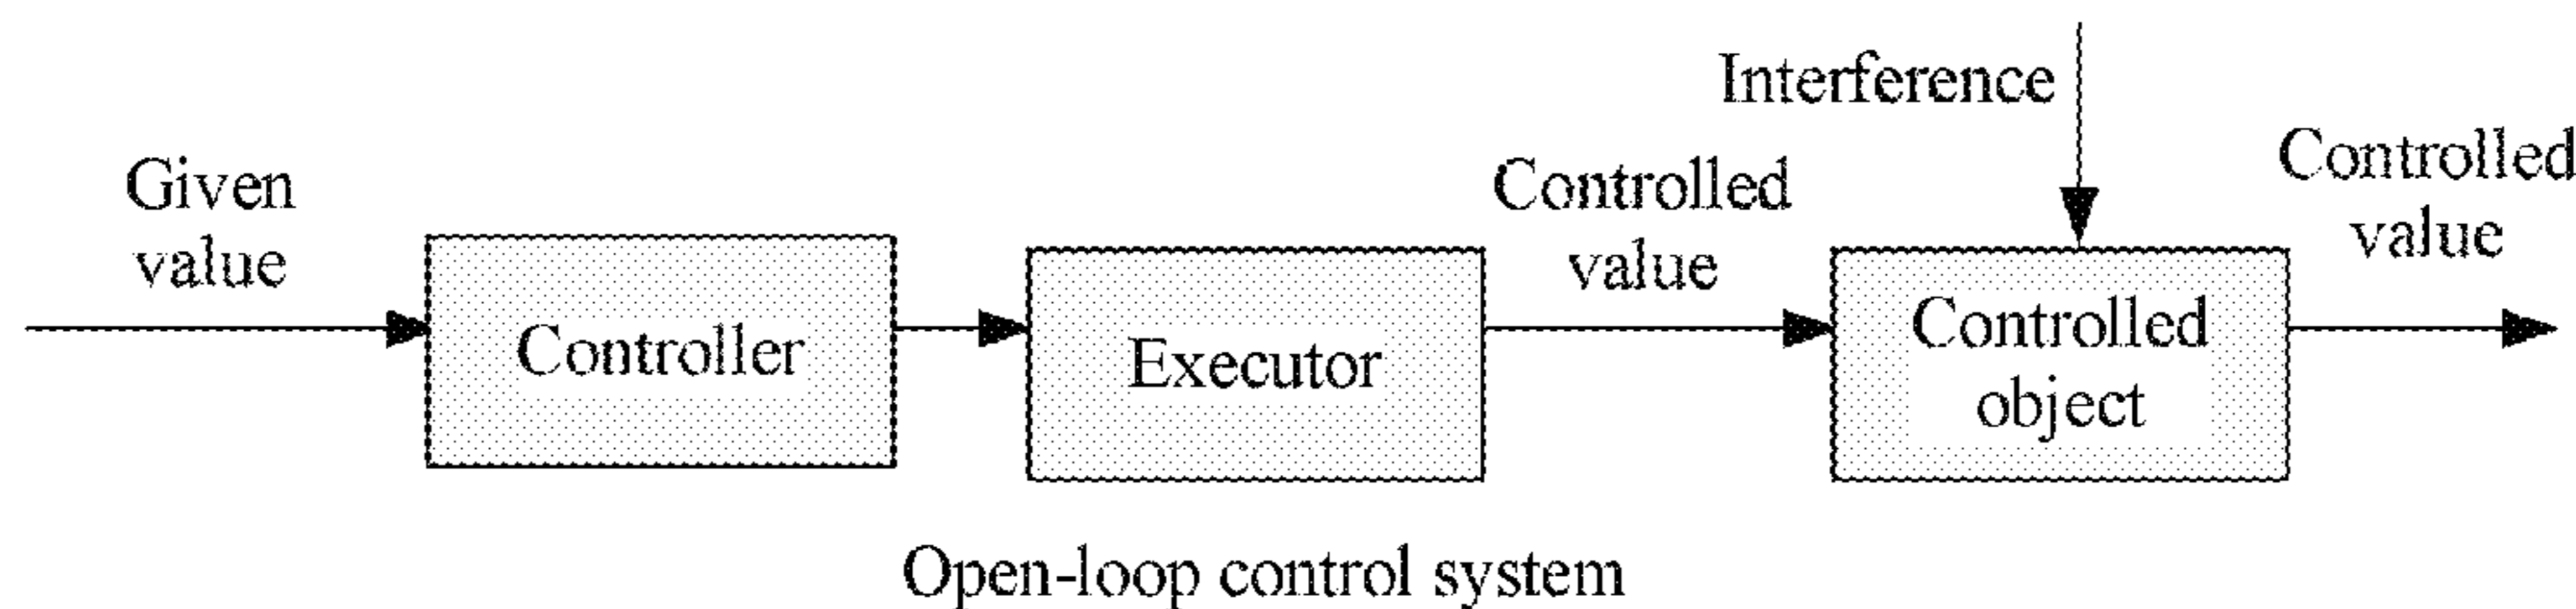 Given
value
Controller
Executor
Controlled
value
Interference
Controlled
object
Controlled
value
Open-loop control system